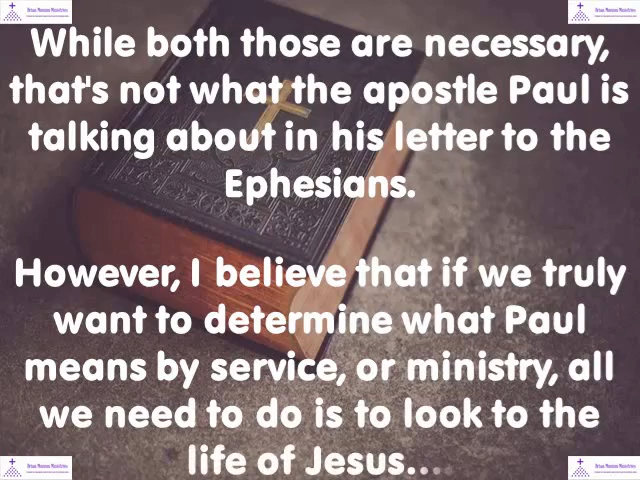 While both those are necessary,
that's not what the apostle Paul is
talking about in his letter to the
Ephesians.
However, I believe that if we truly
want to determine what Paul
means by service, or ministry, all
we need to do is to look to the
life of Jesus...